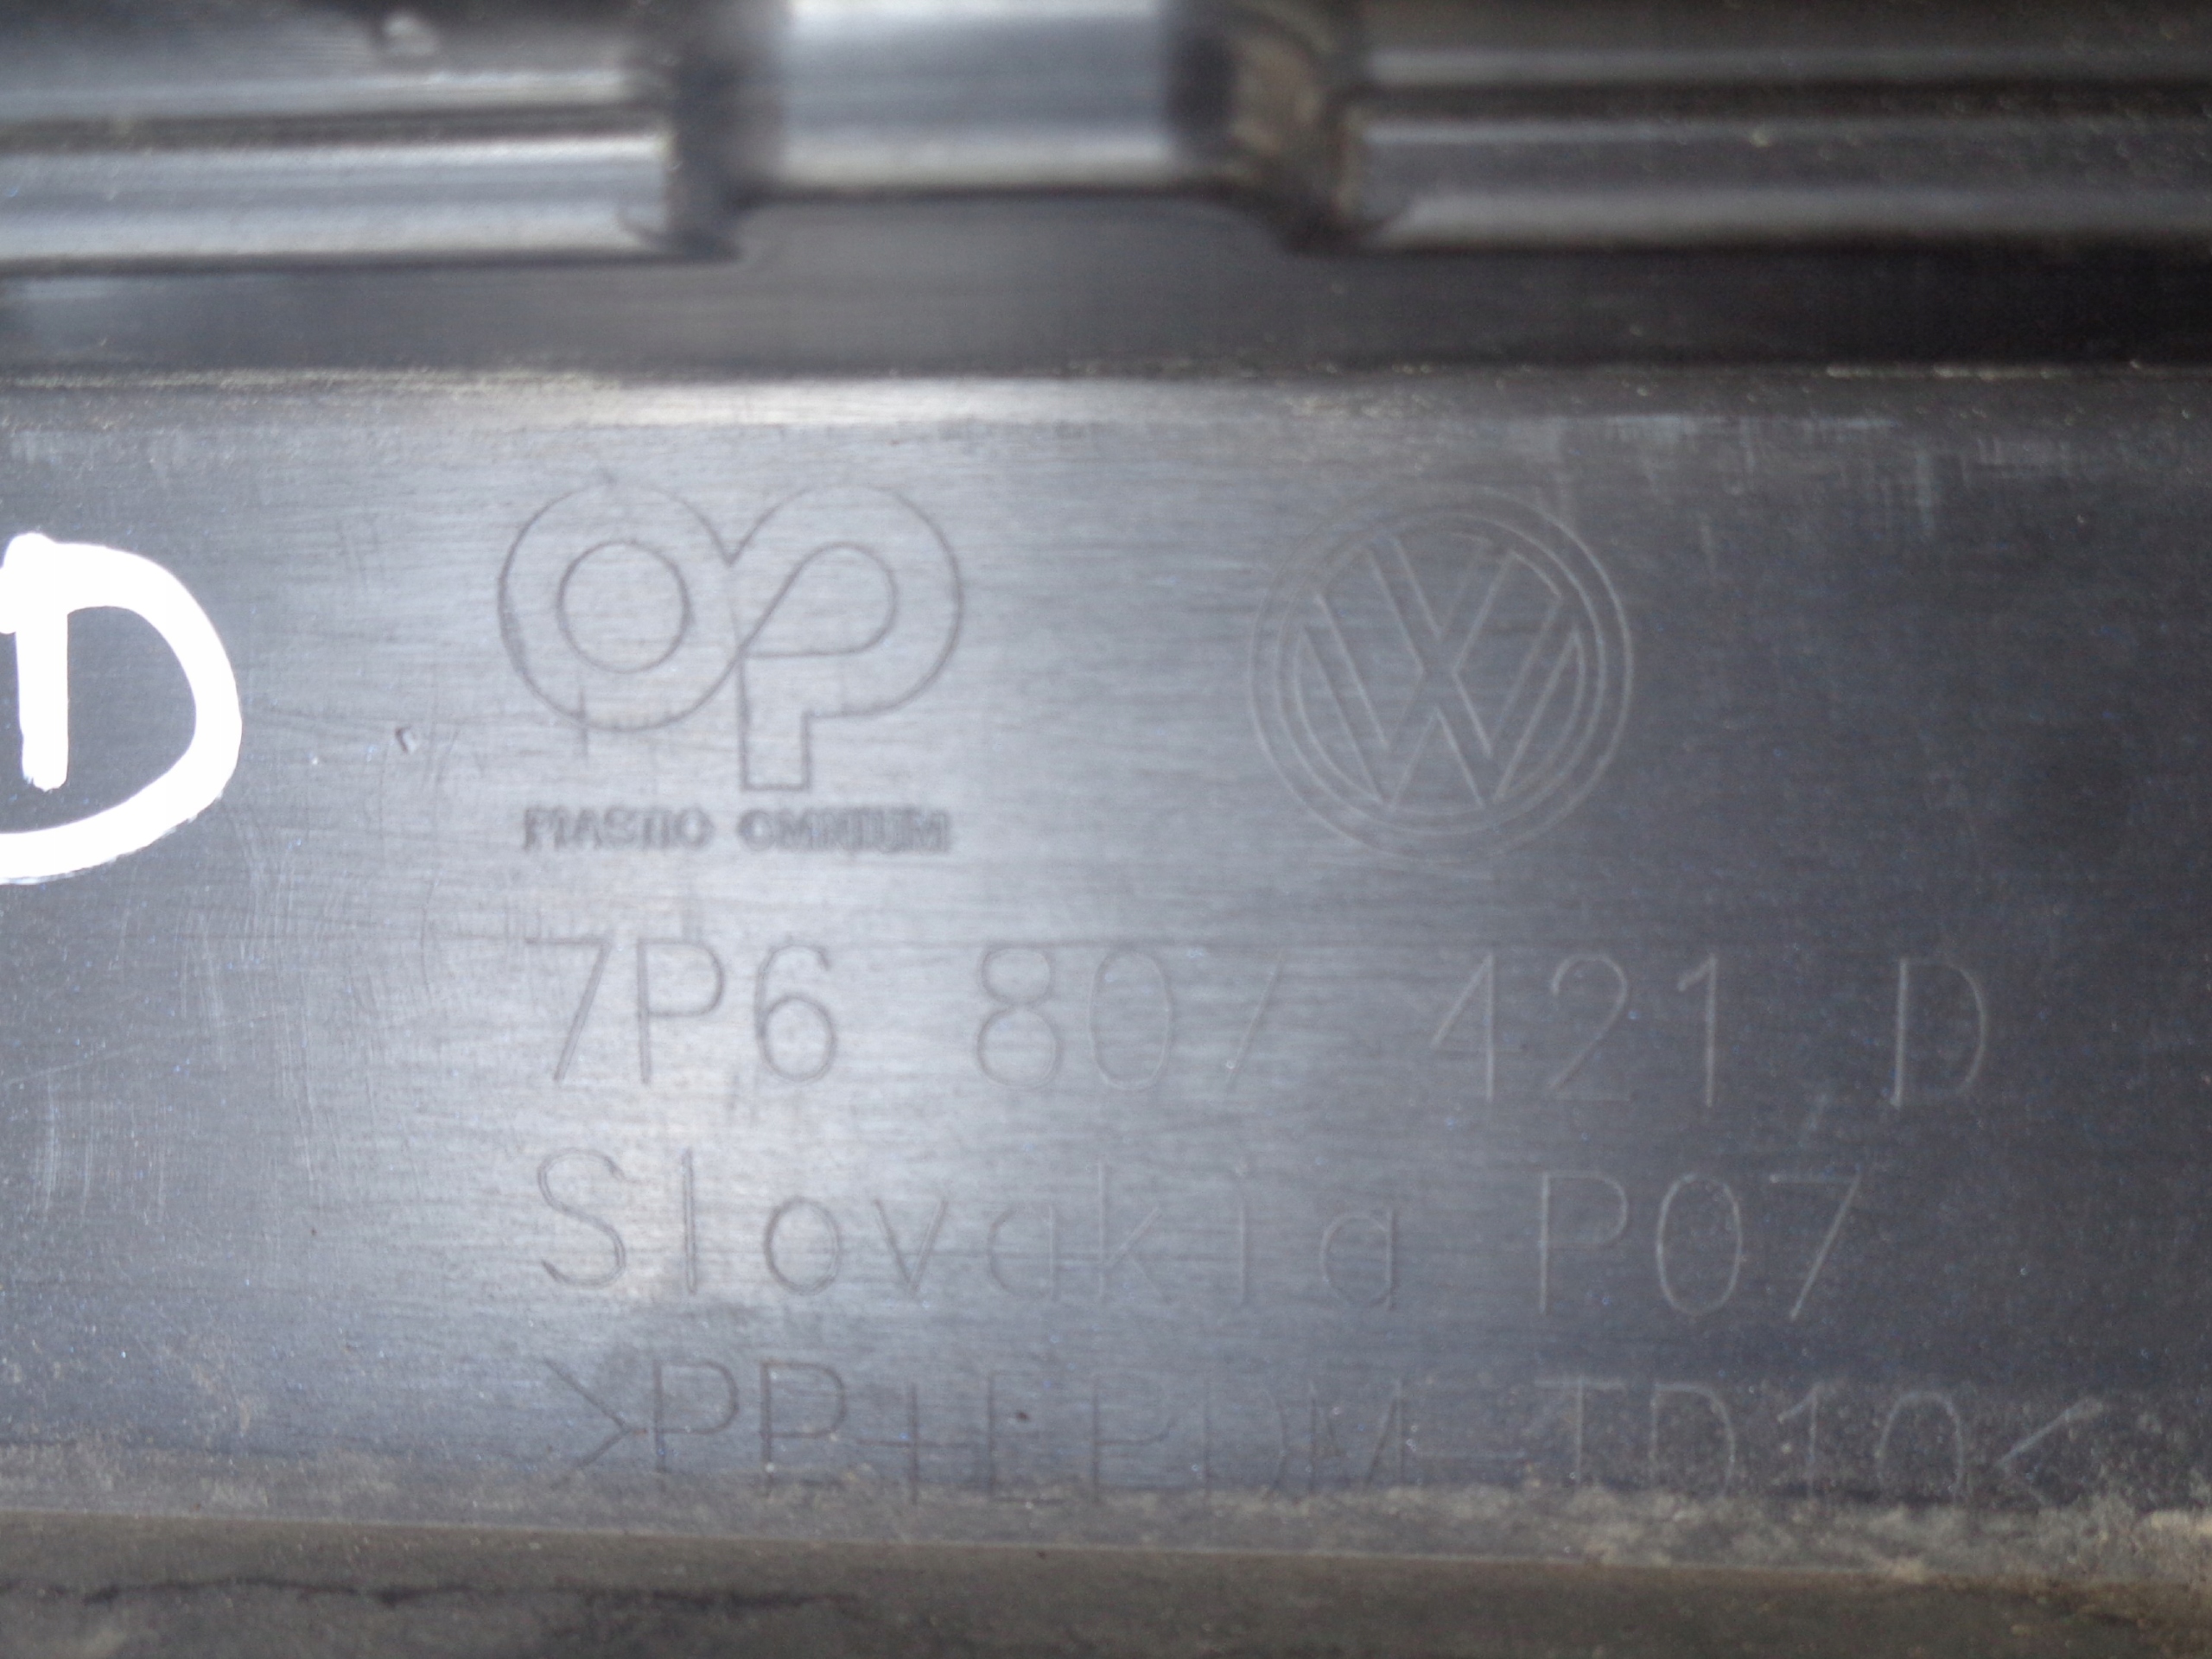 D
PLASTIC OMNIUM
7P6 807 421 D
Slovakia P07
>PP+EPDM-TD10<